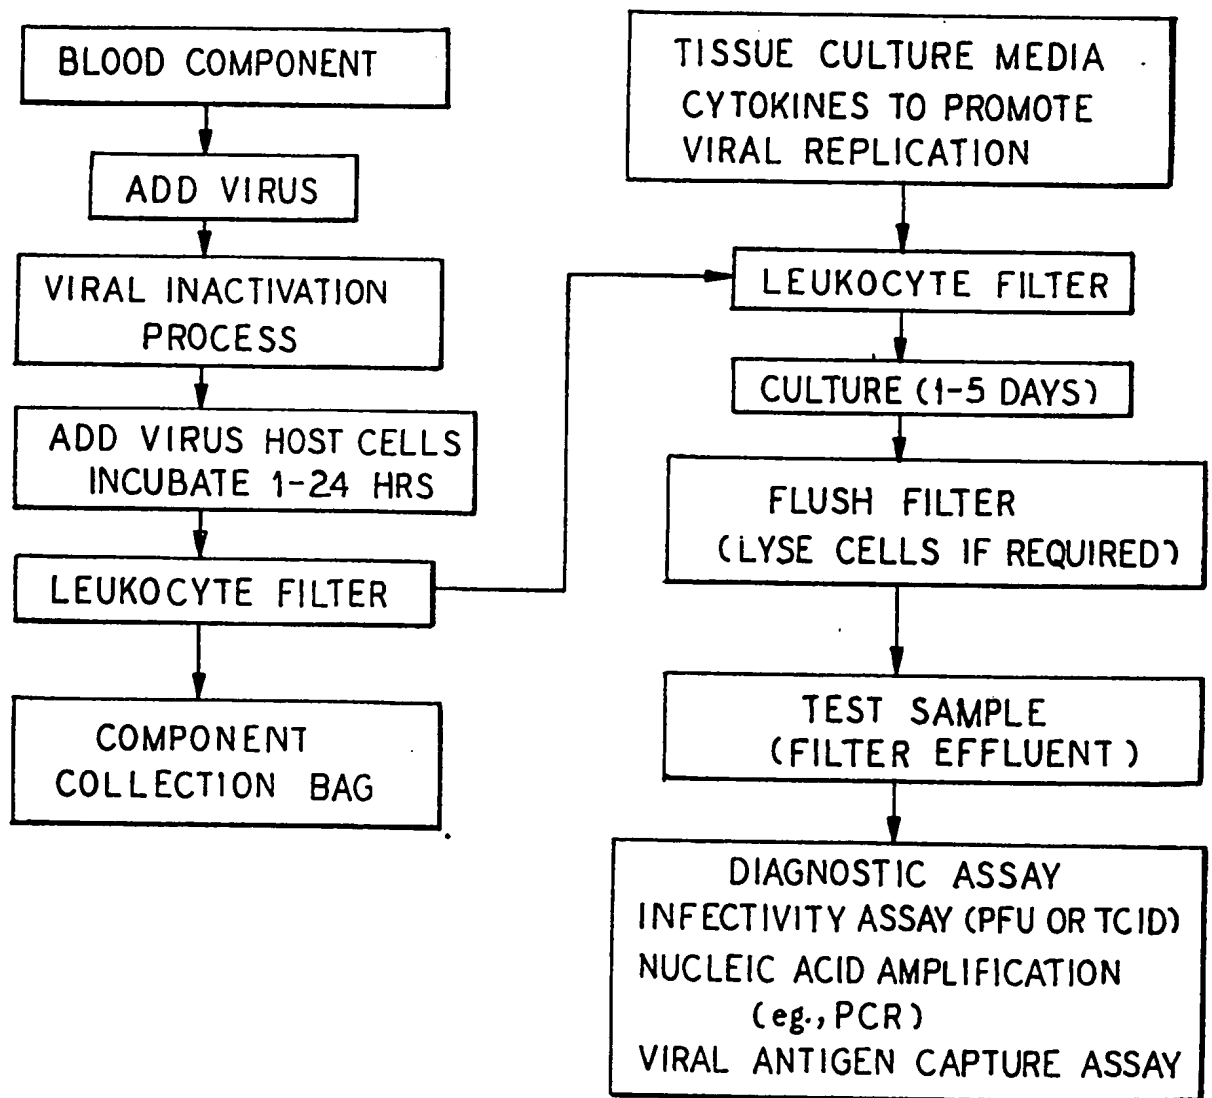 BLOOD COMPONENT
ADD VIRUS
VIRAL INACTIVATION
PROCESS
ADD VIRUS HOST CELLS
INCUBATE 1-24 HRS
LEUKOCYTE FILTER
COMPONENT
COLLECTION BAG
TISSUE CULTURE MEDIA
CYTOKINES TO PROMOTE
VIRAL REPLICATION
LEUKOCYTE FILTER
CULTURE (1-5 DAYS)
FLUSH FILTER
(LYSE CELLS IF REQUIRED)
TEST SAMPLE
(FILTER EFFLUENT)
DIAGNOSTIC ASSAY
INFECTIVITY ASSAY (PFU OR TCID)
NUCLEIC ACID AMPLIFICATION
(eg., PCR)
VIRAL ANTIGEN CAPTURE ASSAY